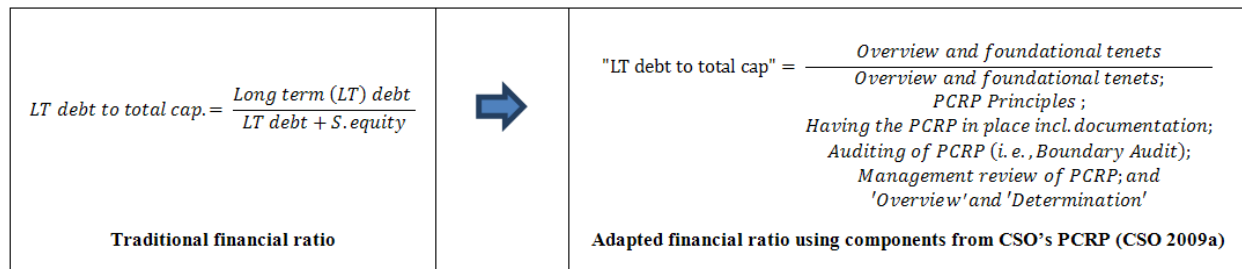 LT debt to total cap. = Long term (LT) debt / LT debt + S. equity
Traditional financial ratio
"LT debt to total cap" = Overview and foundational tenets
Overview and foundational tenets;
PCRP Principles ;
Having the PCRP in place incl. documentation;
Auditing of PCRP (i. e., Boundary Audit);
Management review of PCRP; and
'Overview' and 'Determination'
Adapted financial ratio using components from CSO's PCRP (CSO 2009a)